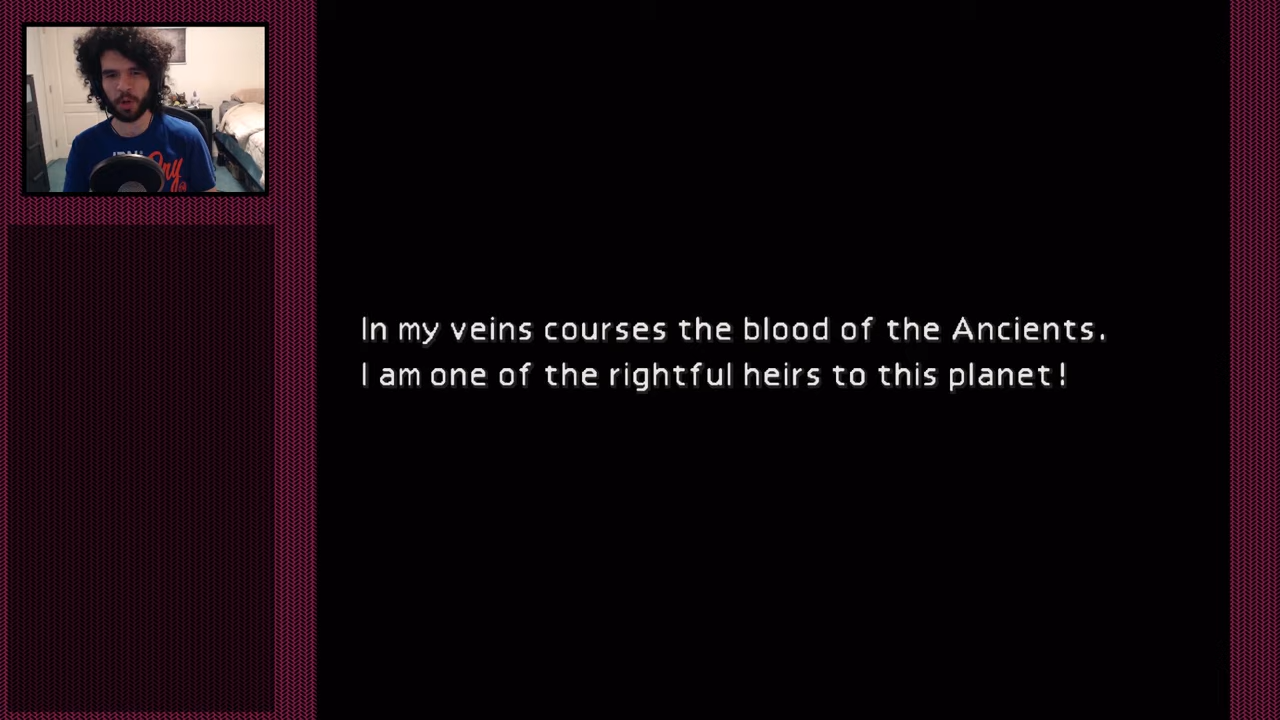 In my veins courses the blood of the Ancients.
I am one of the rightful heirs to this planet!